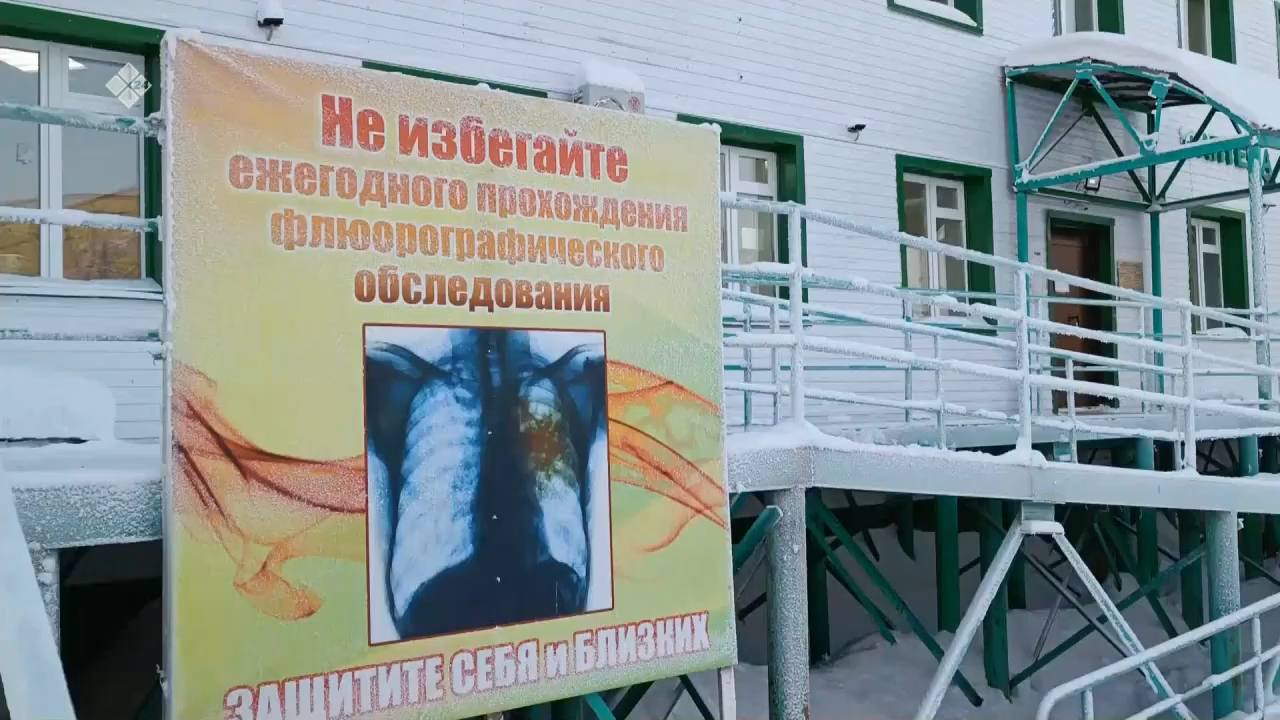 Не избегайте
ежегодного прохождения
флюорографического
обследования
ЗАЩИТИТЕ СЕБЯ и БЛИЗКИХ